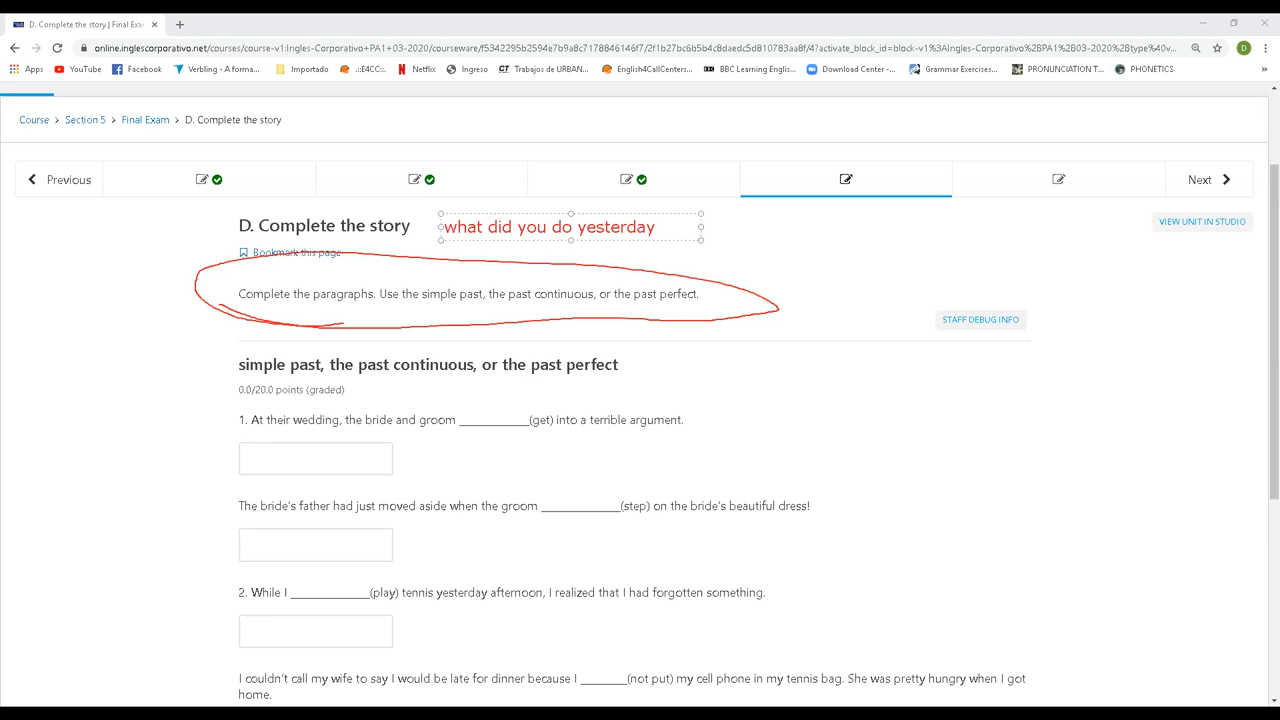 D. Complete the story | Final Exa
online.inglescorporativo.net/courses/course-v1:Ingles-Corporativo+PA1+03-2020/courseware/f5342295b2594e7b9a8c7178846146f7/2f1b27bc6b5b4c8daedc5d810783aa8f/4?activate_block_id=block-v1%3AIngles-Corporativo%2BPA1%2B03-2020%2Btype%40v...
D
Apps YouTube Facebook Verbling - A forma... Importado .::E4CC::. Netflix Ingreso CT Trabajos de URBAN... English4CallCenters... BBC Learning Englis... Download Center -... Grammar Exercises... PRONUNCIATION T... PHONETICS »
Course > Section 5 > Final Exam > D. Complete the story
Previous Next
D. Complete the story what did you do yesterday VIEW UNIT IN STUDIO
Bookmark this page
Complete the paragraphs. Use the simple past, the past continuous, or the past perfect.
STAFF DEBUG INFO
simple past, the past continuous, or the past perfect
0.0/20.0 points (graded)
1. At their wedding, the bride and groom ___________(get) into a terrible argument.
The bride's father had just moved aside when the groom ____________(step) on the bride's beautiful dress!
2. While I ____________(play) tennis yesterday afternoon, I realized that I had forgotten something.
I couldn't call my wife to say I would be late for dinner because I _______(not put) my cell phone in my tennis bag. She was pretty hungry when I got
home.